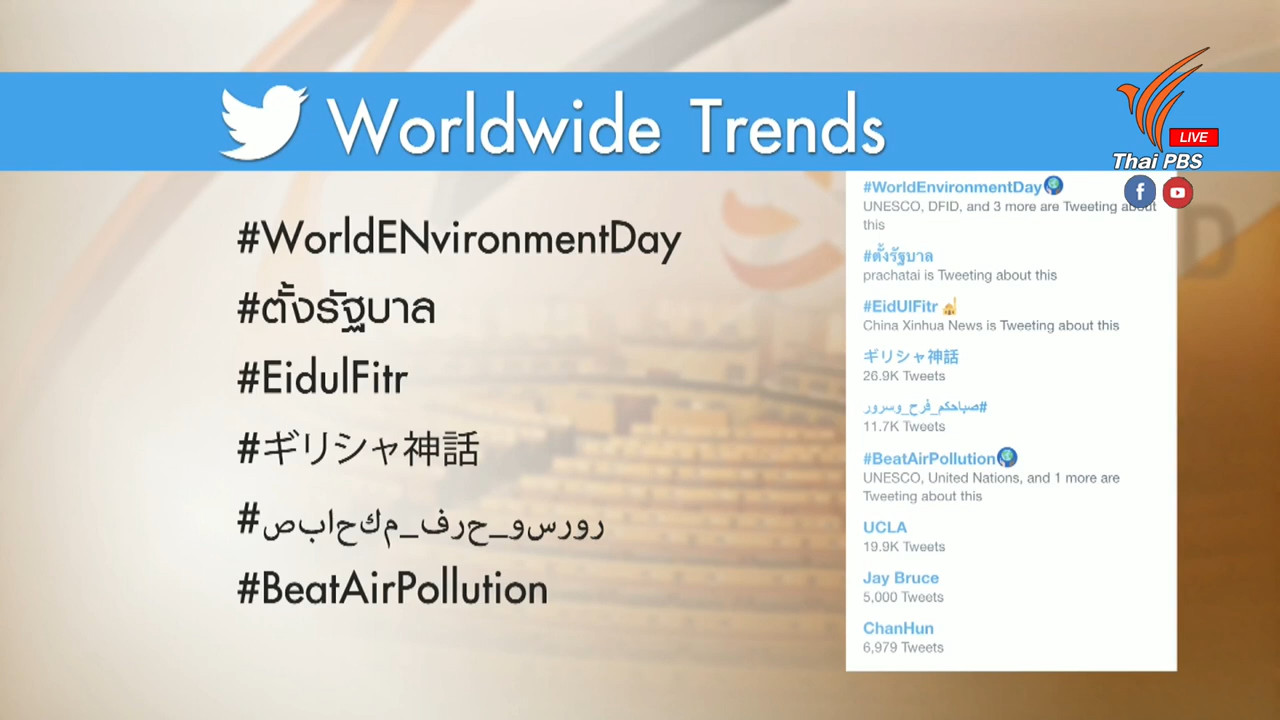 Worldwide Trends
LIVE
Thai PBS
#WorldENvironmentDay
#ตั้งรัฐบาล
#EidulFitr
#ギリシャ神話
#رورسو_حرف_مكحابص
#BeatAirPollution
#WorldEnvironmentDay
UNESCO, DFID, and 3 more are Tweeting about
this
#ตั้งรัฐบาล
prachatai is Tweeting about this
#EidUlFitr
China Xinhua News is Tweeting about this
ギリシャ神話
26.9K Tweets
#صباحكم_فرح_وسرور
11.7K Tweets
#BeatAirPollution
UNESCO, United Nations, and 1 more are
Tweeting about this
UCLA
19.9K Tweets
Jay Bruce
5,000 Tweets
ChanHun
6,979 Tweets